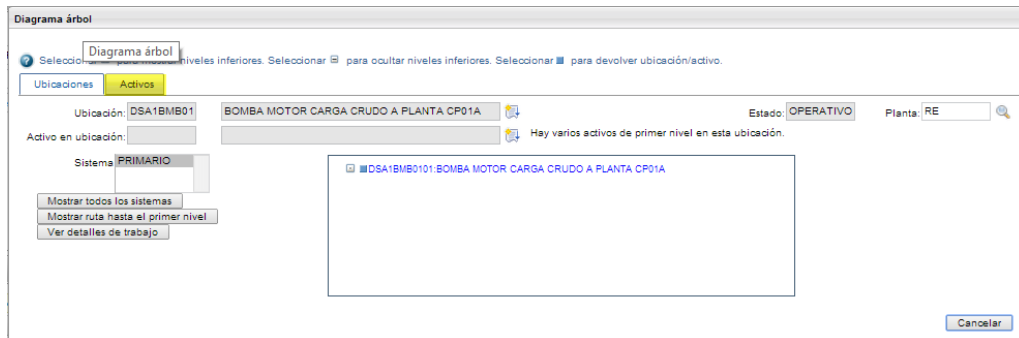 Diagrama árbol
Diagrama árbol
Seleccionar para mostrar niveles inferiores. Seleccionar para ocultar niveles inferiores. Seleccionar para devolver ubicación/activo.
Ubicaciones Activos
Ubicación: DSA1BMB01 BOMBA MOTOR CARGA CRUDO A PLANTA CP01A Estado: OPERATIVO Planta: RE
Activo en ubicación: Hay varios activos de primer nivel en esta ubicación.
Sistema PRIMARIO
DSA1BMB0101:BOMBA MOTOR CARGA CRUDO A PLANTA CP01A
Mostrar todos los sistemas
Mostrar ruta hasta el primer nivel
Ver detalles de trabajo
Cancelar